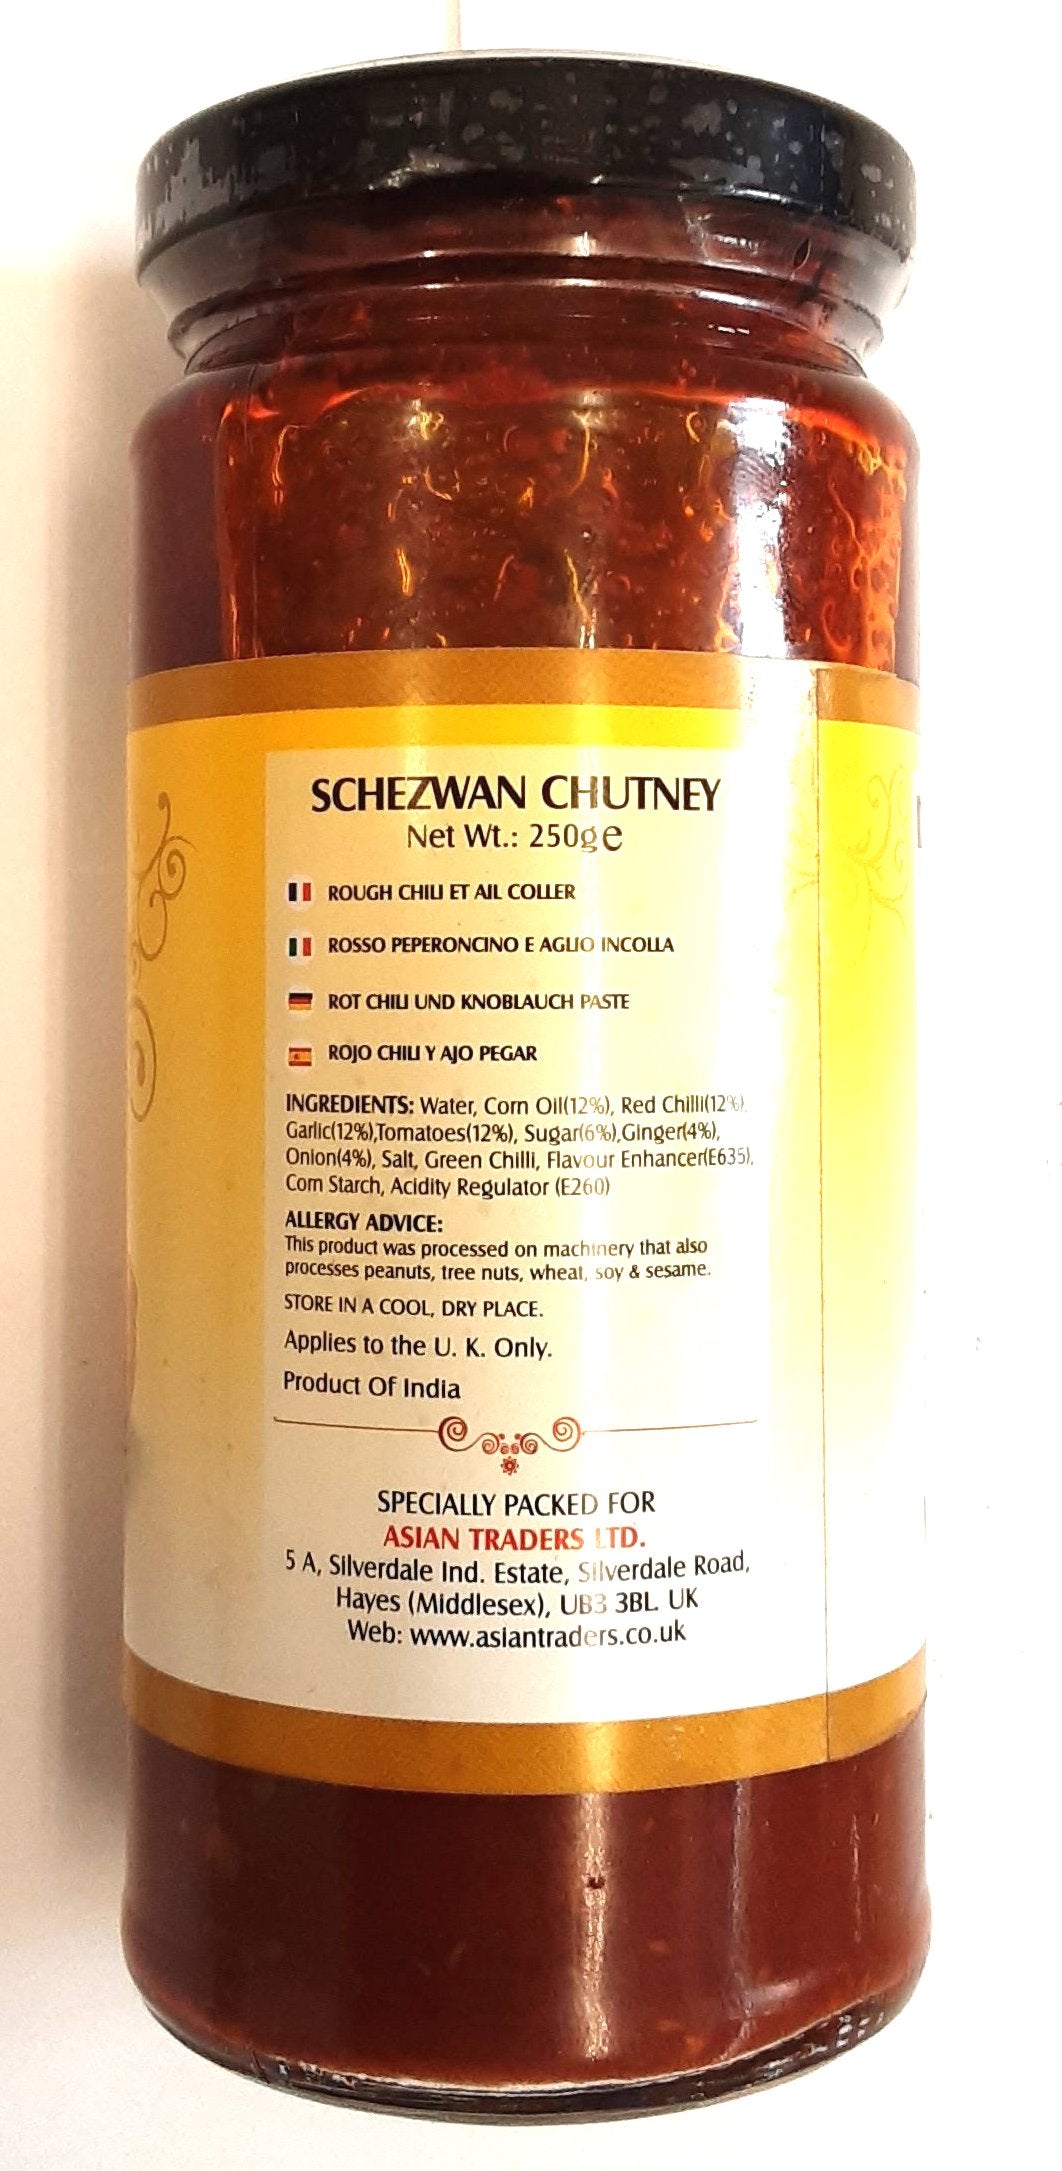 SCHEZWAN CHUTNEY
Net Wt.: 250g e
ROUGH CHILI ET AIL COLLER
ROSSO PEPERONCINO E AGLIO INCOLLA
ROT CHILI UND KNOBLAUCH PASTE
ROJO CHILI Y AJO PEGAR
INGREDIENTS: Water, Corn Oil(12%), Red Chilli(12%),
Garlic(12%),Tomatoes(12%), Sugar(6%),Ginger(4%),
Onion(4%), Salt, Green Chilli, Flavour Enhancer(E635),
Corn Starch, Acidity Regulator (E260)
ALLERGY ADVICE:
This product was processed on machinery that also
processes peanuts, tree nuts, wheat, soy & sesame.
STORE IN A COOL, DRY PLACE.
Applies to the U. K. Only.
Product Of India
SPECIALLY PACKED FOR
ASIAN TRADERS LTD.
5 A, Silverdale Ind. Estate, Silverdale Road,
Hayes (Middlesex), UB3 3BL. UK
Web: www.asiantraders.co.uk